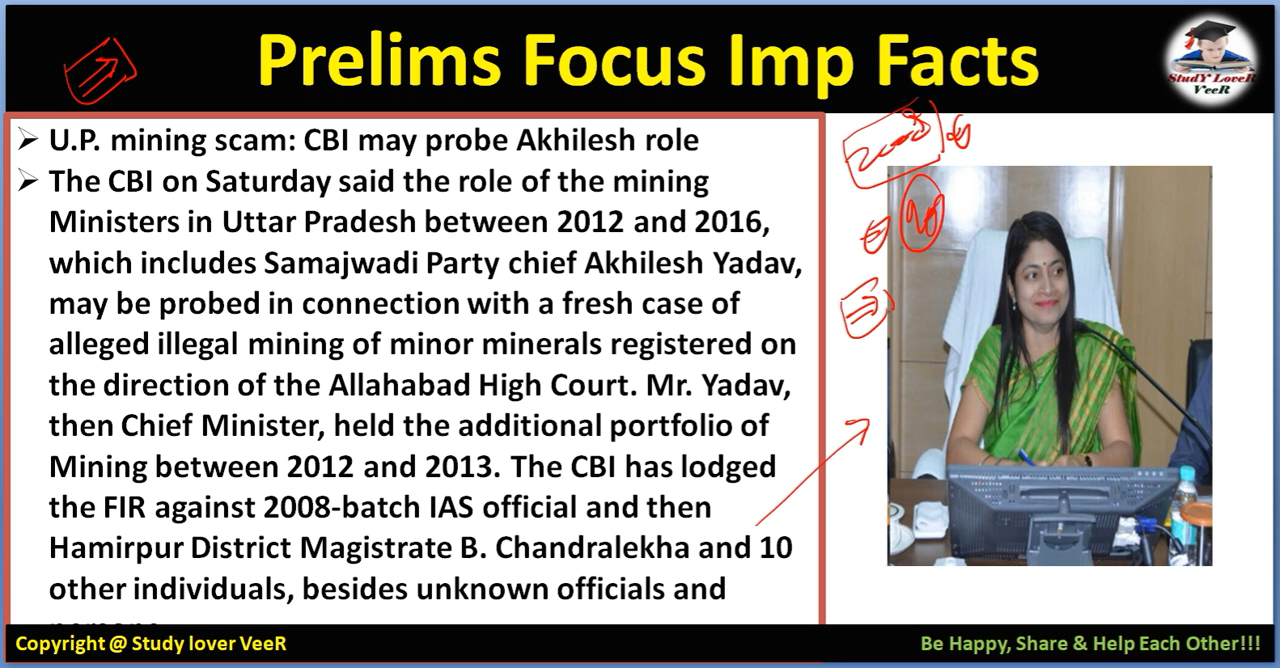 Prelims Focus Imp Facts
StudY LoveR
VeeR
➢ U.P. mining scam: CBI may probe Akhilesh role
➢ The CBI on Saturday said the role of the mining
Ministers in Uttar Pradesh between 2012 and 2016,
which includes Samajwadi Party chief Akhilesh Yadav,
may be probed in connection with a fresh case of
alleged illegal mining of minor minerals registered on
the direction of the Allahabad High Court. Mr. Yadav,
then Chief Minister, held the additional portfolio of
Mining between 2012 and 2013. The CBI has lodged
the FIR against 2008-batch IAS official and then
Hamirpur District Magistrate B. Chandralekha and 10
other individuals, besides unknown officials and
2008
Copyright @ Study lover VeeR
Be Happy, Share & Help Each Other!!!